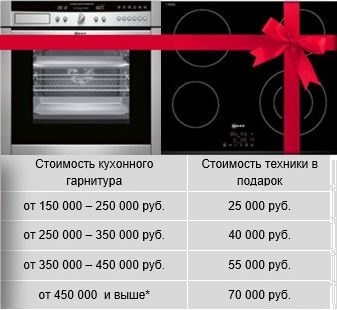 Стоимость кухонного гарнитура
Стоимость техники в подарок
от 150 000 – 250 000 руб.
25 000 руб.
от 250 000 – 350 000 руб.
40 000 руб.
от 350 000 – 450 000 руб.
55 000 руб.
от 450 000 и выше*
70 000 руб.